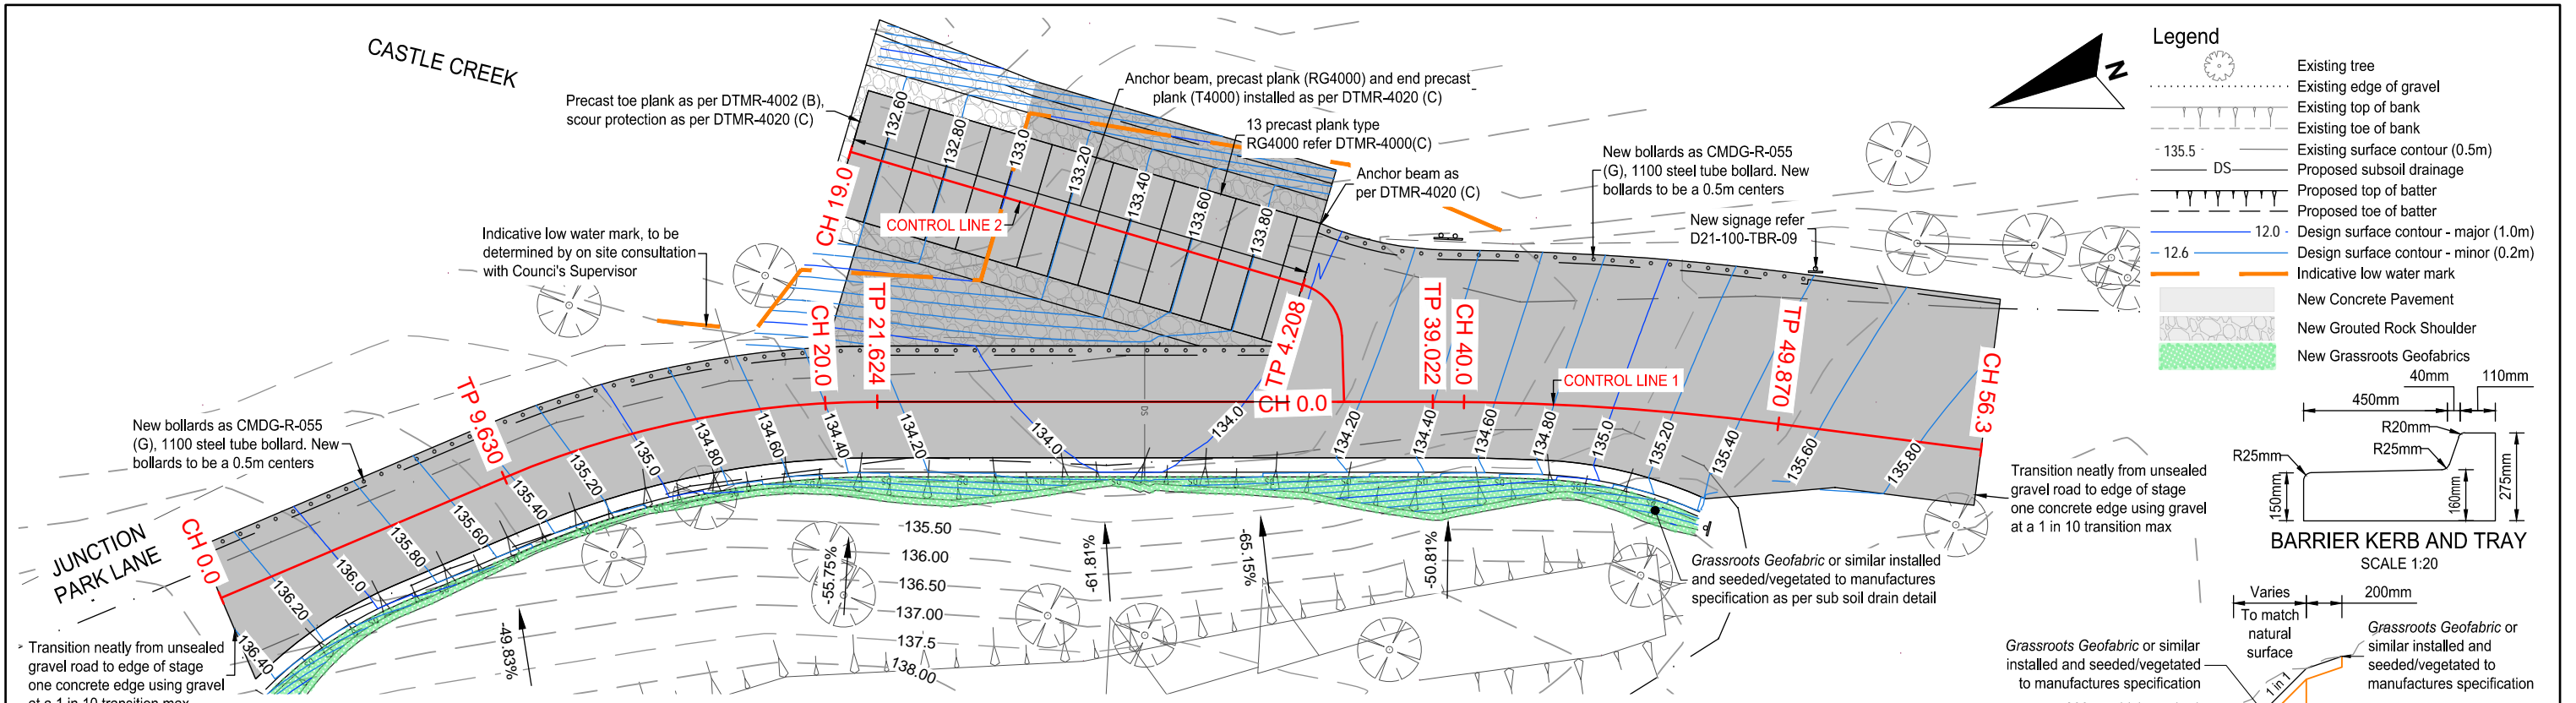 CASTLE CREEK
Precast toe plank as per DTMR-4002 (B),
scour protection as per DTMR-4020 (C)
Anchor beam, precast plank (RG4000) and end precast
plank (T4000) installed as per DTMR-4020 (C)
13 precast plank type
RG4000 refer DTMR-4000(C)
Anchor beam as
per DTMR-4020 (C)
New bollards as CMDG-R-055
(G), 1100 steel tube bollard. New
bollards to be a 0.5m centers
New signage refer
D21-100-TBR-09
Indicative low water mark, to be
determined by on site consultation
with Counci's Supervisor
CONTROL LINE 2
132.60
132.80
133.0
133.20
133.40
133.60
133.80
CH 19.0
TP 4.208
CH 0.0
CONTROL LINE 1
N
New bollards as CMDG-R-055
(G), 1100 steel tube bollard. New
bollards to be a 0.5m centers
JUNCTION
PARK LANE
CH 0.0
TP 9.630
CH 20.0
TP 21.624
TP 39.022
CH 40.0
TP 49.870
CH 56.3
136.40
136.20
136.0
135.80
135.60
135.40
135.20
135.0
134.80
134.60
134.40
134.20
134.0
DS
134.0
134.20
134.40
134.60
134.80
135.0
135.20
135.40
135.60
135.80
-135.50
136.00
136.50
137.00
137.5
138.00
-49.83%
-55.75%
-61.81%
-65.15%
-50.81%
Transition neatly from unsealed
gravel road to edge of stage
one concrete edge using gravel
at a 1 in 10 transition max
Grassroots Geofabric or similar installed
and seeded/vegetated to manufactures
specification as per sub soil drain detail
Transition neatly from unsealed
gravel road to edge of stage
one concrete edge using gravel
at a 1 in 10 transition max
Legend
Existing tree
Existing edge of gravel
Existing top of bank
Existing toe of bank
135.5 Existing surface contour (0.5m)
DS Proposed subsoil drainage
Proposed top of batter
Proposed toe of batter
12.0 Design surface contour - major (1.0m)
12.6 Design surface contour - minor (0.2m)
Indicative low water mark
New Concrete Pavement
New Grouted Rock Shoulder
New Grassroots Geofabrics
40mm 110mm
450mm
R20mm
R25mm
R25mm
150mm
160mm
275mm
BARRIER KERB AND TRAY
SCALE 1:20
Varies 200mm
To match
natural
surface
Grassroots Geofabric or
similar installed and
seeded/vegetated to
manufactures specification
Grassroots Geofabric or similar
installed and seeded/vegetated
to manufactures specification
1 in 1